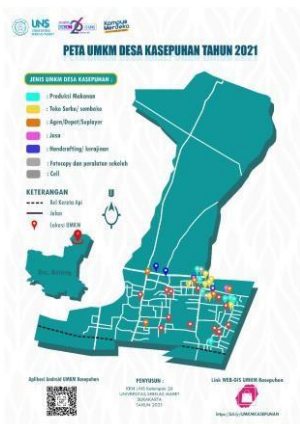 UNS
Kampus
Merdeka
PETA UMKM DESA KASEPUHAN TAHUN 2021
JENIS UMKM DESA KASEPUHAN :
: Produksi Makanan
: Toko Serba/ sembako
: Agen/Depot/Suplayer
: Jasa
: Handcrafting/ kerajinan
: Fotocopy dan peralatan sekolah
: Cell
KETERANGAN
Rel Kereta Api
Jalan
Lokasi UMKM
Kec. Batang
Aplikasi Android UMKM Kasepuhan
PENYUSUN :
UNIVERSITAS SEBELAS MARET
SURAKARTA
TAHUN 2021
Link WEB-GIS UMKM Kasepuhan